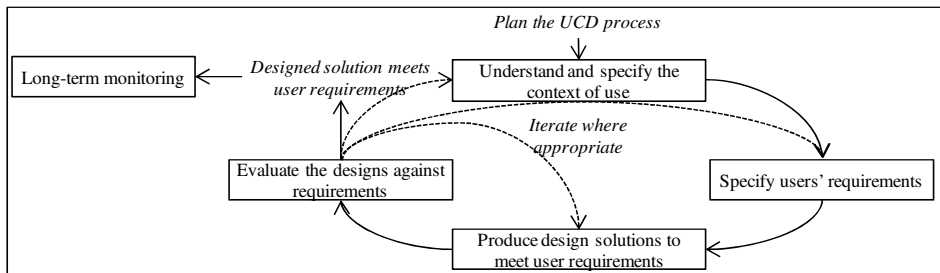 Plan the UCD process
Long-term monitoring
Designed solution meets
user requirements
Understand and specify the
context of use
Iterate where
appropriate
Evaluate the designs against
requirements
Specify users’ requirements
Produce design solutions to
meet user requirements